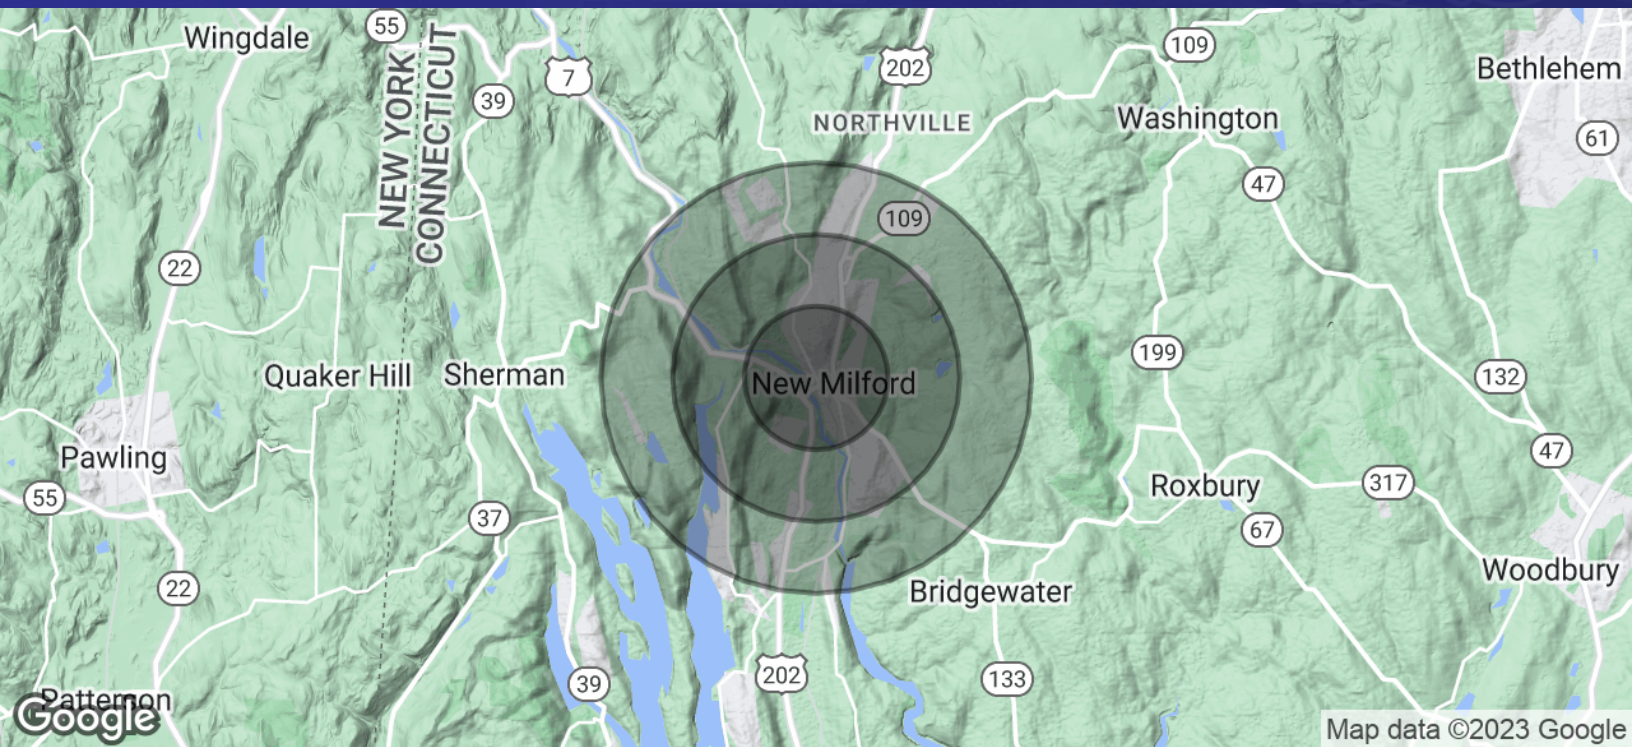 Wingdale
55
NEW YORK
CONNECTICUT
39
7
202
109
Bethlehem
NORTHVILLE
Washington
61
47
109
22
199
Quaker Hill
Sherman
New Milford
132
Pawling
47
55
Roxbury
317
37
67
22
Bridgewater
Woodbury
202
39
133
Patterson
Google
Map data ©2023 Google